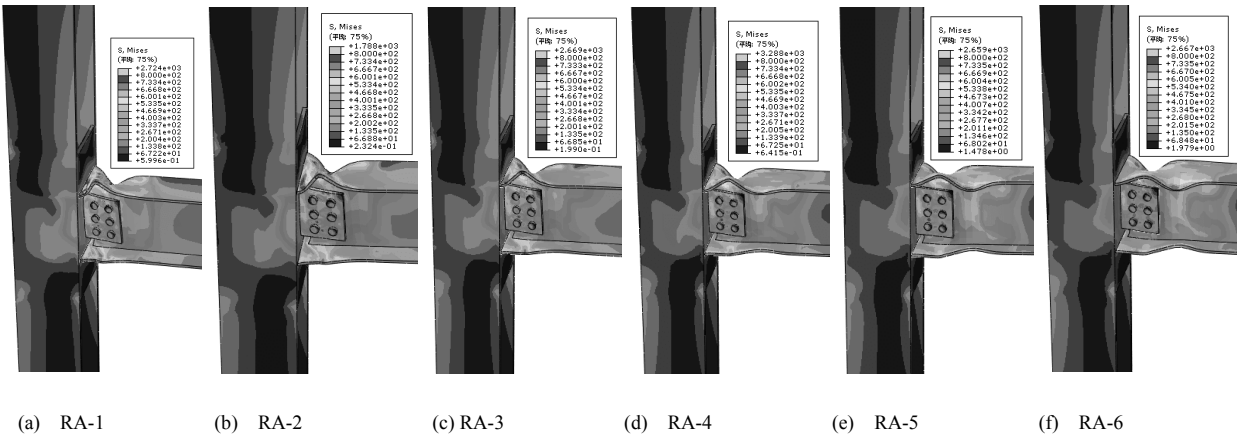 S, Mises
(平均: 75%)
+2.724e+03
+8.000e+02
+7.334e+02
+6.668e+02
+6.001e+02
+5.335e+02
+4.669e+02
+4.003e+02
+3.337e+02
+2.671e+02
+2.004e+02
+1.338e+02
+6.722e+01
+5.996e-01
S, Mises
(平均: 75%)
+1.788e+03
+8.000e+02
+7.334e+02
+6.667e+02
+6.001e+02
+5.334e+02
+4.668e+02
+4.001e+02
+3.335e+02
+2.668e+02
+2.002e+02
+1.335e+02
+6.688e+01
+2.324e-01
S, Mises
(平均: 75%)
+2.669e+03
+8.000e+02
+7.333e+02
+6.667e+02
+6.000e+02
+5.334e+02
+4.667e+02
+4.001e+02
+3.334e+02
+2.668e+02
+2.001e+02
+1.335e+02
+6.685e+01
+1.990e-01
S, Mises
(平均: 75%)
+3.288e+03
+8.000e+02
+7.334e+02
+6.668e+02
+6.002e+02
+5.335e+02
+4.669e+02
+4.003e+02
+3.337e+02
+2.671e+02
+2.005e+02
+1.339e+02
+6.725e+01
+6.415e-01
S, Mises
(平均: 75%)
+2.659e+03
+8.000e+02
+7.335e+02
+6.669e+02
+6.004e+02
+5.338e+02
+4.673e+02
+4.007e+02
+3.342e+02
+2.677e+02
+2.011e+02
+1.346e+02
+6.802e+01
+1.478e+00
S, Mises
(平均: 75%)
+2.667e+03
+8.000e+02
+7.335e+02
+6.670e+02
+6.005e+02
+5.340e+02
+4.675e+02
+4.010e+02
+3.345e+02
+2.680e+02
+2.015e+02
+1.350e+02
+6.848e+01
+1.979e+00
(a) RA-1
(b) RA-2
(c) RA-3
(d) RA-4
(e) RA-5
(f) RA-6